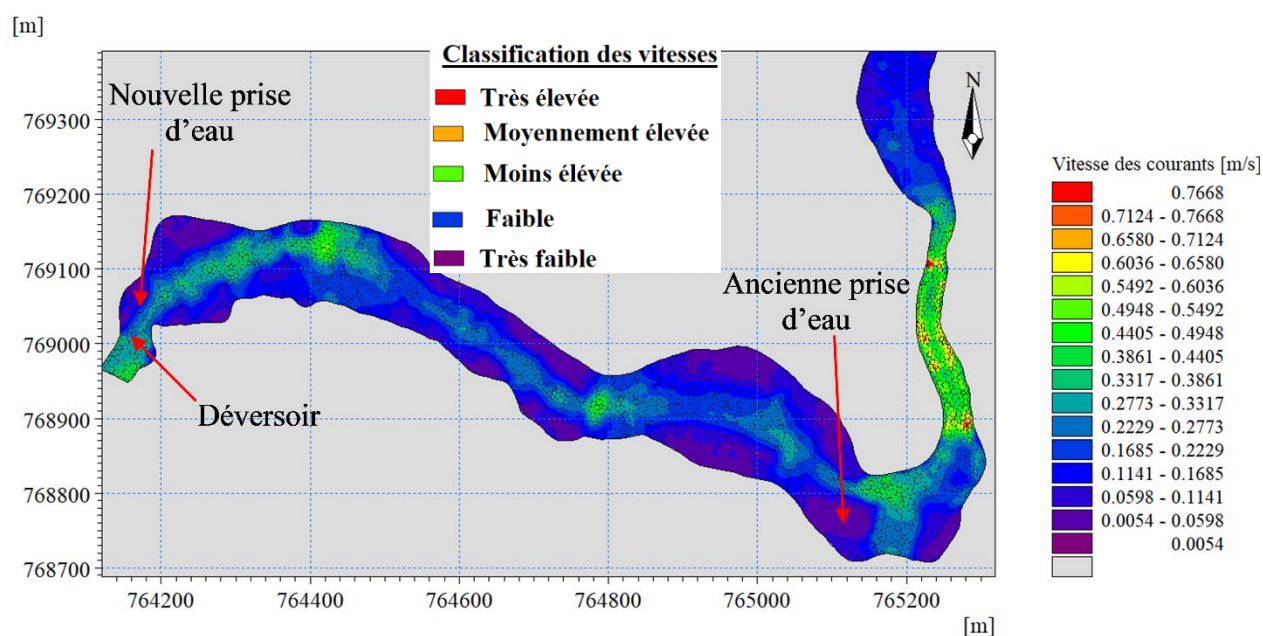 [m]
Classification des vitesses
Très élevée
Moyennement élevée
Moins élévée
Faible
Très faible
Nouvelle prise
d’eau
N
769300
769200
769100
769000
768900
768800
768700
Ancienne prise
d’eau
Déversoir
764200 764400 764600 764800 765000 765200
[m]
Vitesse des courants [m/s]
0.7668
0.7124 - 0.7668
0.6580 - 0.7124
0.6036 - 0.6580
0.5492 - 0.6036
0.4948 - 0.5492
0.4405 - 0.4948
0.3861 - 0.4405
0.3317 - 0.3861
0.2773 - 0.3317
0.2229 - 0.2773
0.1685 - 0.2229
0.1141 - 0.1685
0.0598 - 0.1141
0.0054 - 0.0598
0.0054